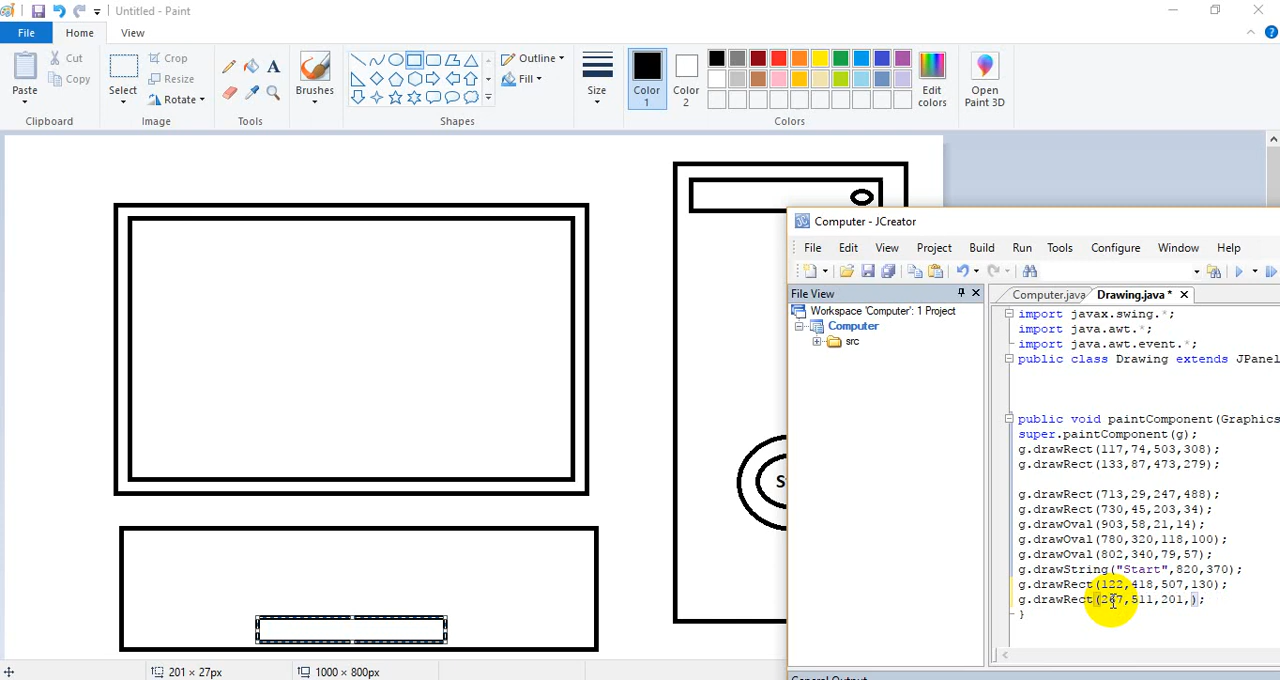 Untitled - Paint
File Home View
Paste
Cut
Copy
Clipboard
Select
Crop
Resize
Rotate
Image
A
Tools
Brushes
Outline
Fill
Shapes
Size
Color 1
Color 2
Edit colors
Colors
Open Paint 3D
S
Computer - JCreator
File Edit View Project Build Run Tools Configure Window Help
File View
Workspace 'Computer': 1 Project
Computer
src
Computer.java Drawing.java *
import javax.swing.*;
import java.awt.*;
import java.awt.event.*;
public class Drawing extends JPanel
public void paintComponent(Graphics
super.paintComponent(g);
g.drawRect(117,74,503,308);
g.drawRect(133,87,473,279);
g.drawRect(713,29,247,488);
g.drawRect(730,45,203,34);
g.drawOval(903,58,21,14);
g.drawOval(780,320,118,100);
g.drawOval(802,340,79,57);
g.drawString("Start",820,370);
g.drawRect(122,418,507,130);
g.drawRect(267,511,201,);
}
201 × 27px
1000 × 800px